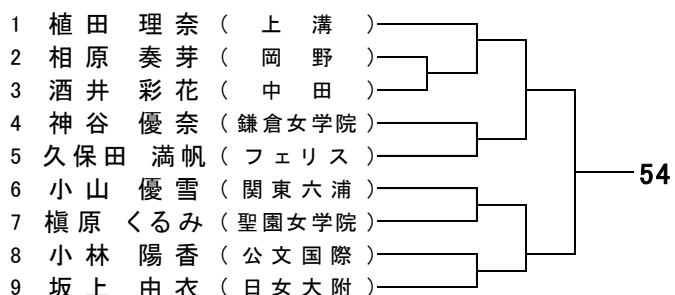 1 植田 理奈 ( 上溝 )
2 相原 奏芽 ( 岡野 )
3 酒井 彩花 ( 中田 )
4 神谷 優奈 ( 鎌倉女学院 )
5 久保田 満帆 ( フェリス )
6 小山 優雪 ( 関東六浦 )
7 槇原 くるみ ( 聖園女学院 )
8 小林 陽香 ( 公文国際 )
9 坂上 由衣 ( 日女大附 )
54